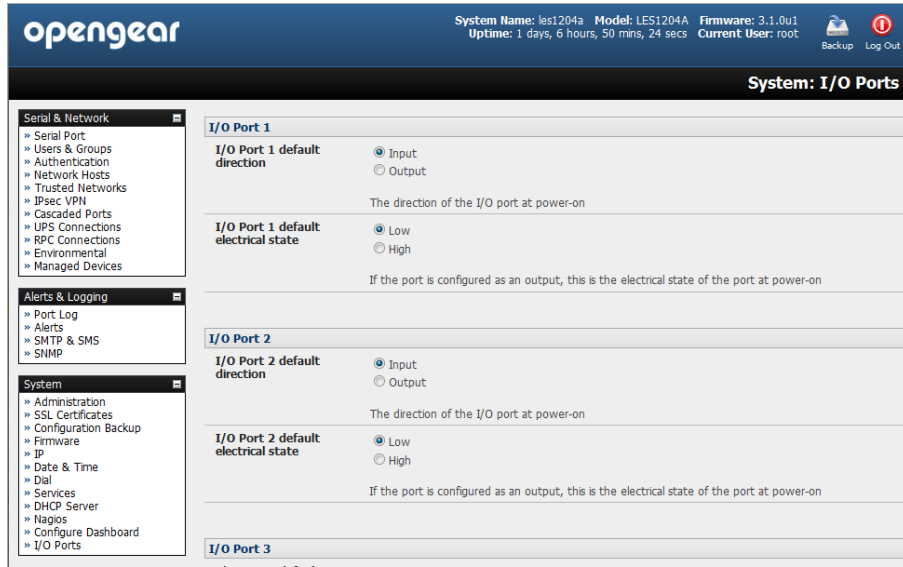 opengear
System Name: les1204a Model: LES1204A Firmware: 3.1.0u1
Uptime: 1 days, 6 hours, 50 mins, 24 secs Current User: root
Backup
Log Out
System: I/O Ports
Serial & Network
» Serial Port
» Users & Groups
» Authentication
» Network Hosts
» Trusted Networks
» IPsec VPN
» Cascaded Ports
» UPS Connections
» RPC Connections
» Environmental
» Managed Devices
Alerts & Logging
» Port Log
» Alerts
» SMTP & SMS
» SNMP
System
» Administration
» SSL Certificates
» Configuration Backup
» Firmware
» IP
» Date & Time
» Dial
» Services
» DHCP Server
» Nagios
» Configure Dashboard
» I/O Ports
I/O Port 1
I/O Port 1 default
direction
Input
Output
The direction of the I/O port at power-on
I/O Port 1 default
electrical state
Low
High
If the port is configured as an output, this is the electrical state of the port at power-on
I/O Port 2
I/O Port 2 default
direction
Input
Output
The direction of the I/O port at power-on
I/O Port 2 default
electrical state
Low
High
If the port is configured as an output, this is the electrical state of the port at power-on
I/O Port 3